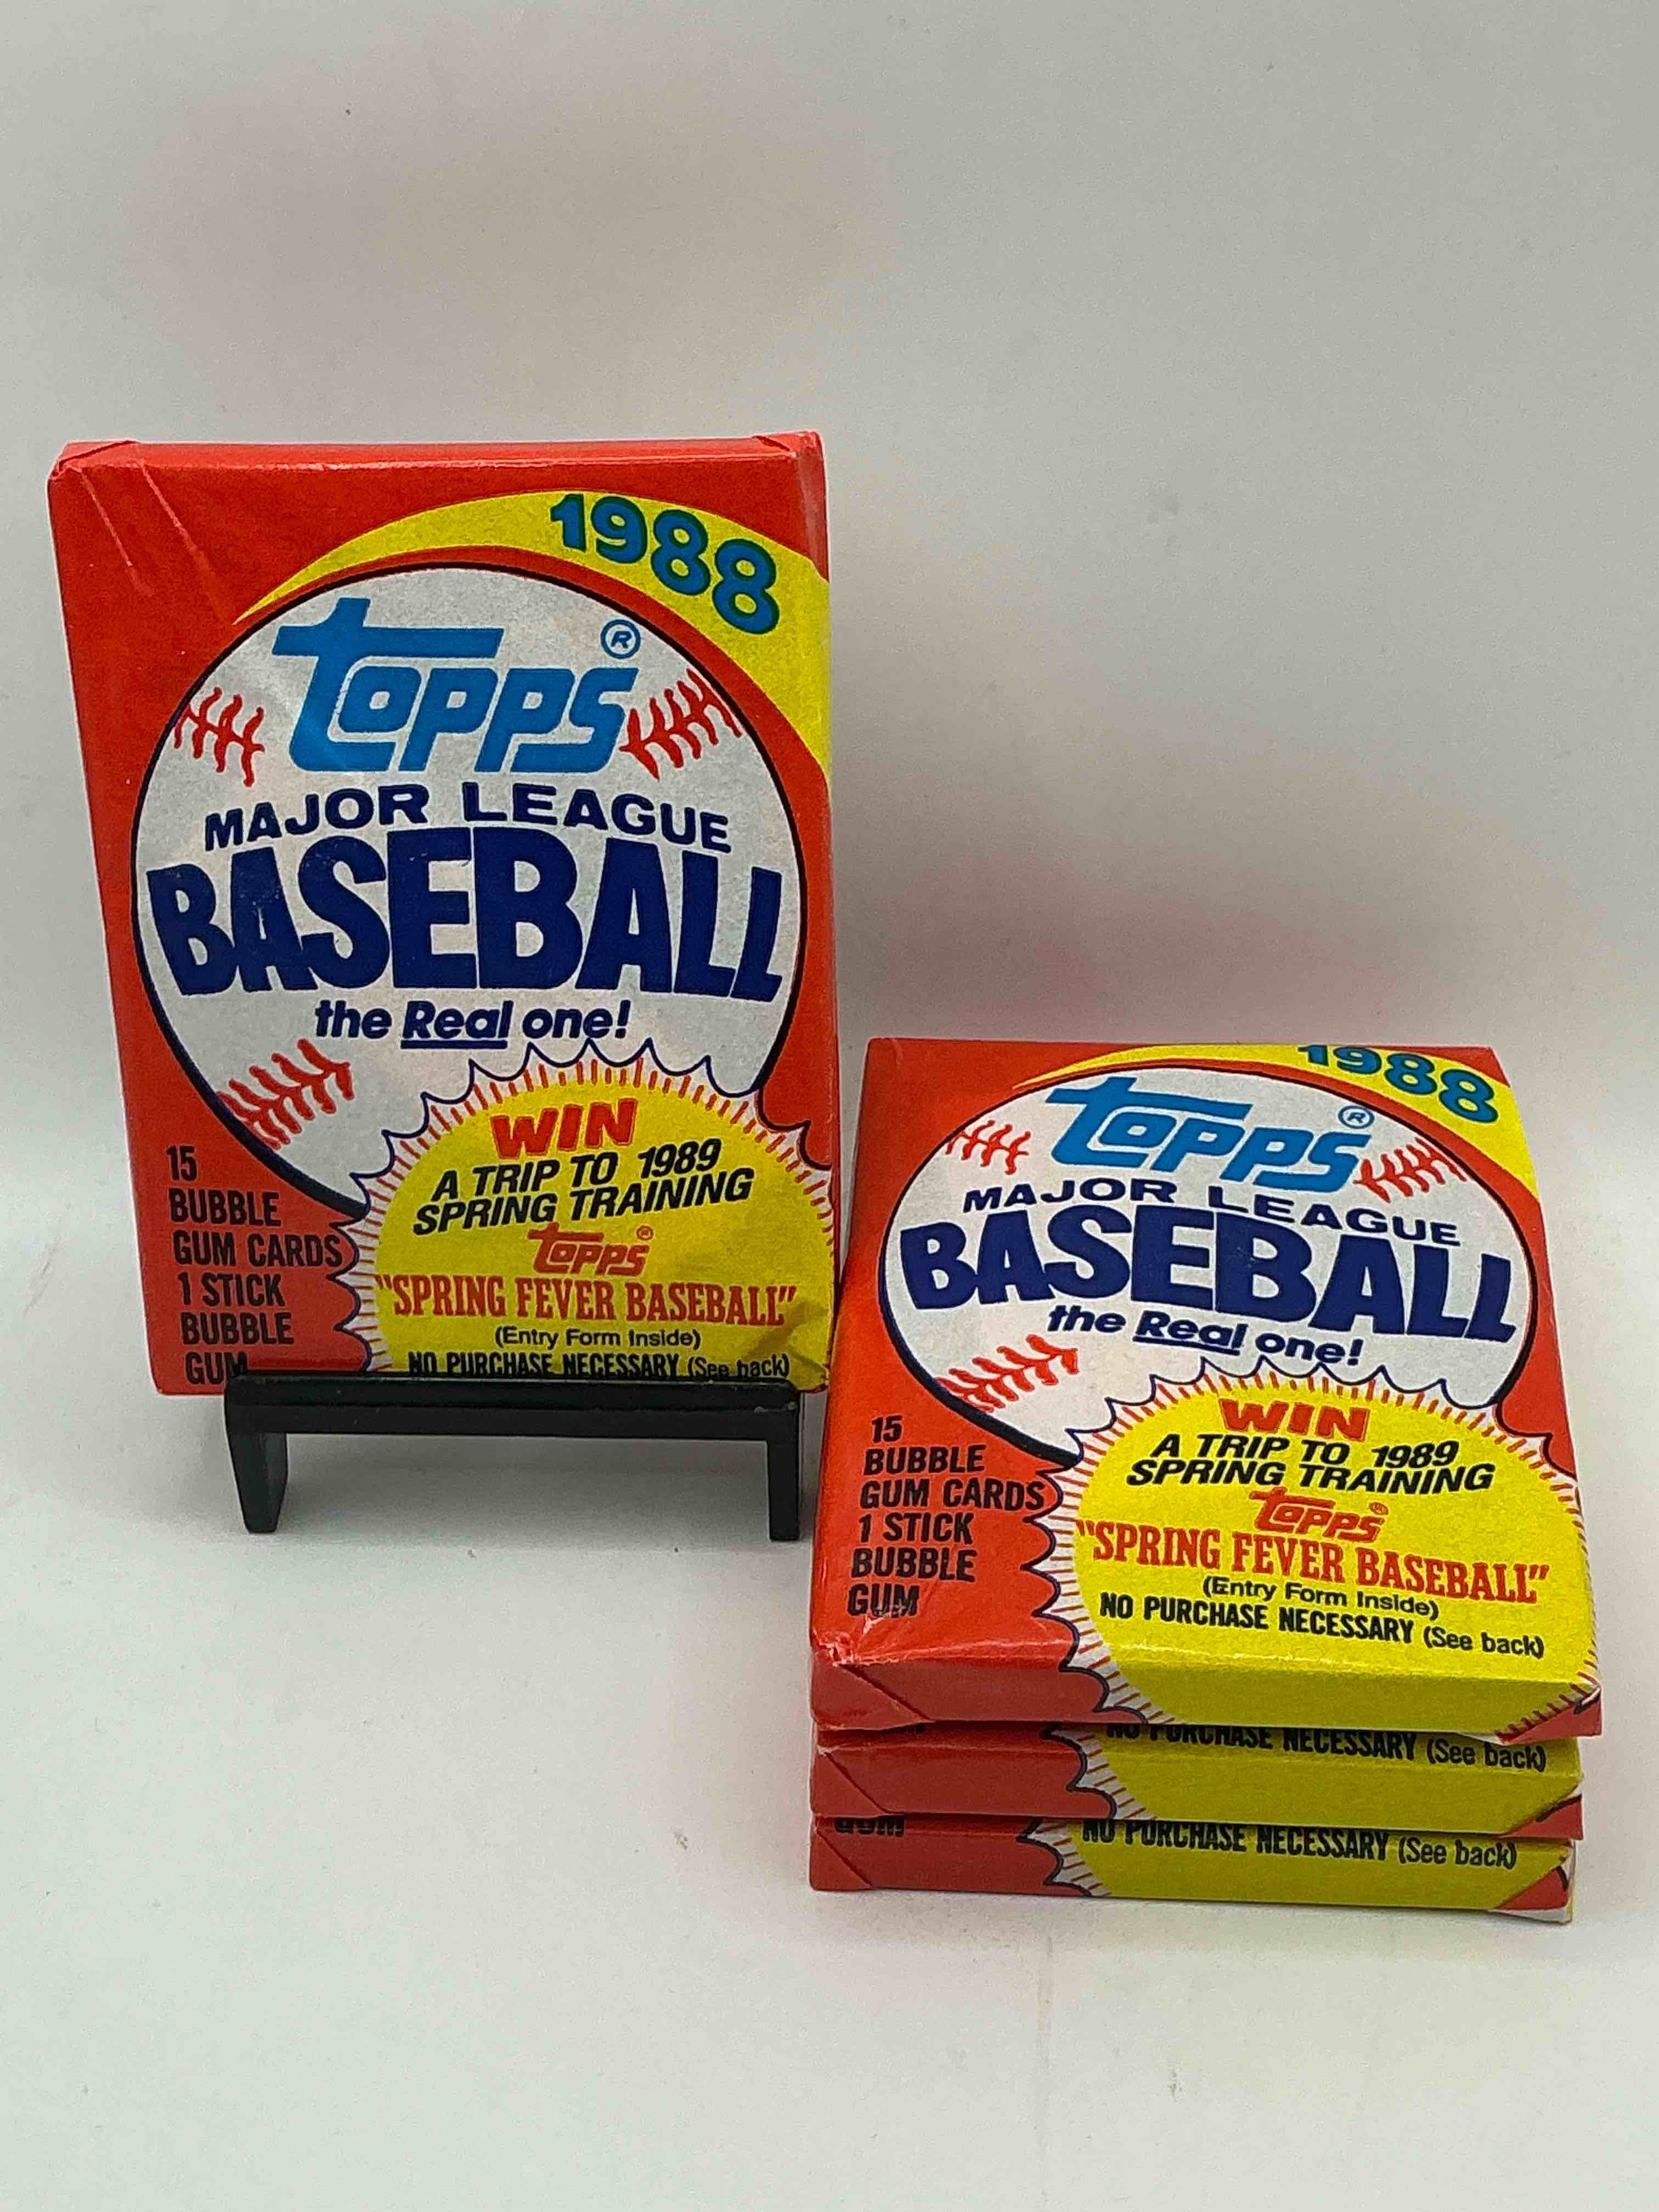 1988
Topps®
MAJOR LEAGUE
BASEBALL
the Real one!
WIN
A TRIP TO 1989
SPRING TRAINING
Topps®
"SPRING FEVER BASEBALL"
(Entry Form Inside)
NO PURCHASE NECESSARY (See back)
15
BUBBLE
GUM CARDS
1 STICK
BUBBLE
GUM
1988
Topps®
MAJOR LEAGUE
BASEBALL
the Real one!
WIN
A TRIP TO 1989
SPRING TRAINING
Topps®
"SPRING FEVER BASEBALL"
(Entry Form Inside)
NO PURCHASE NECESSARY (See back)
15
BUBBLE
GUM CARDS
1 STICK
BUBBLE
GUM
NO PURCHASE NECESSARY (See back)
GUM
NO PURCHASE NECESSARY (See back)